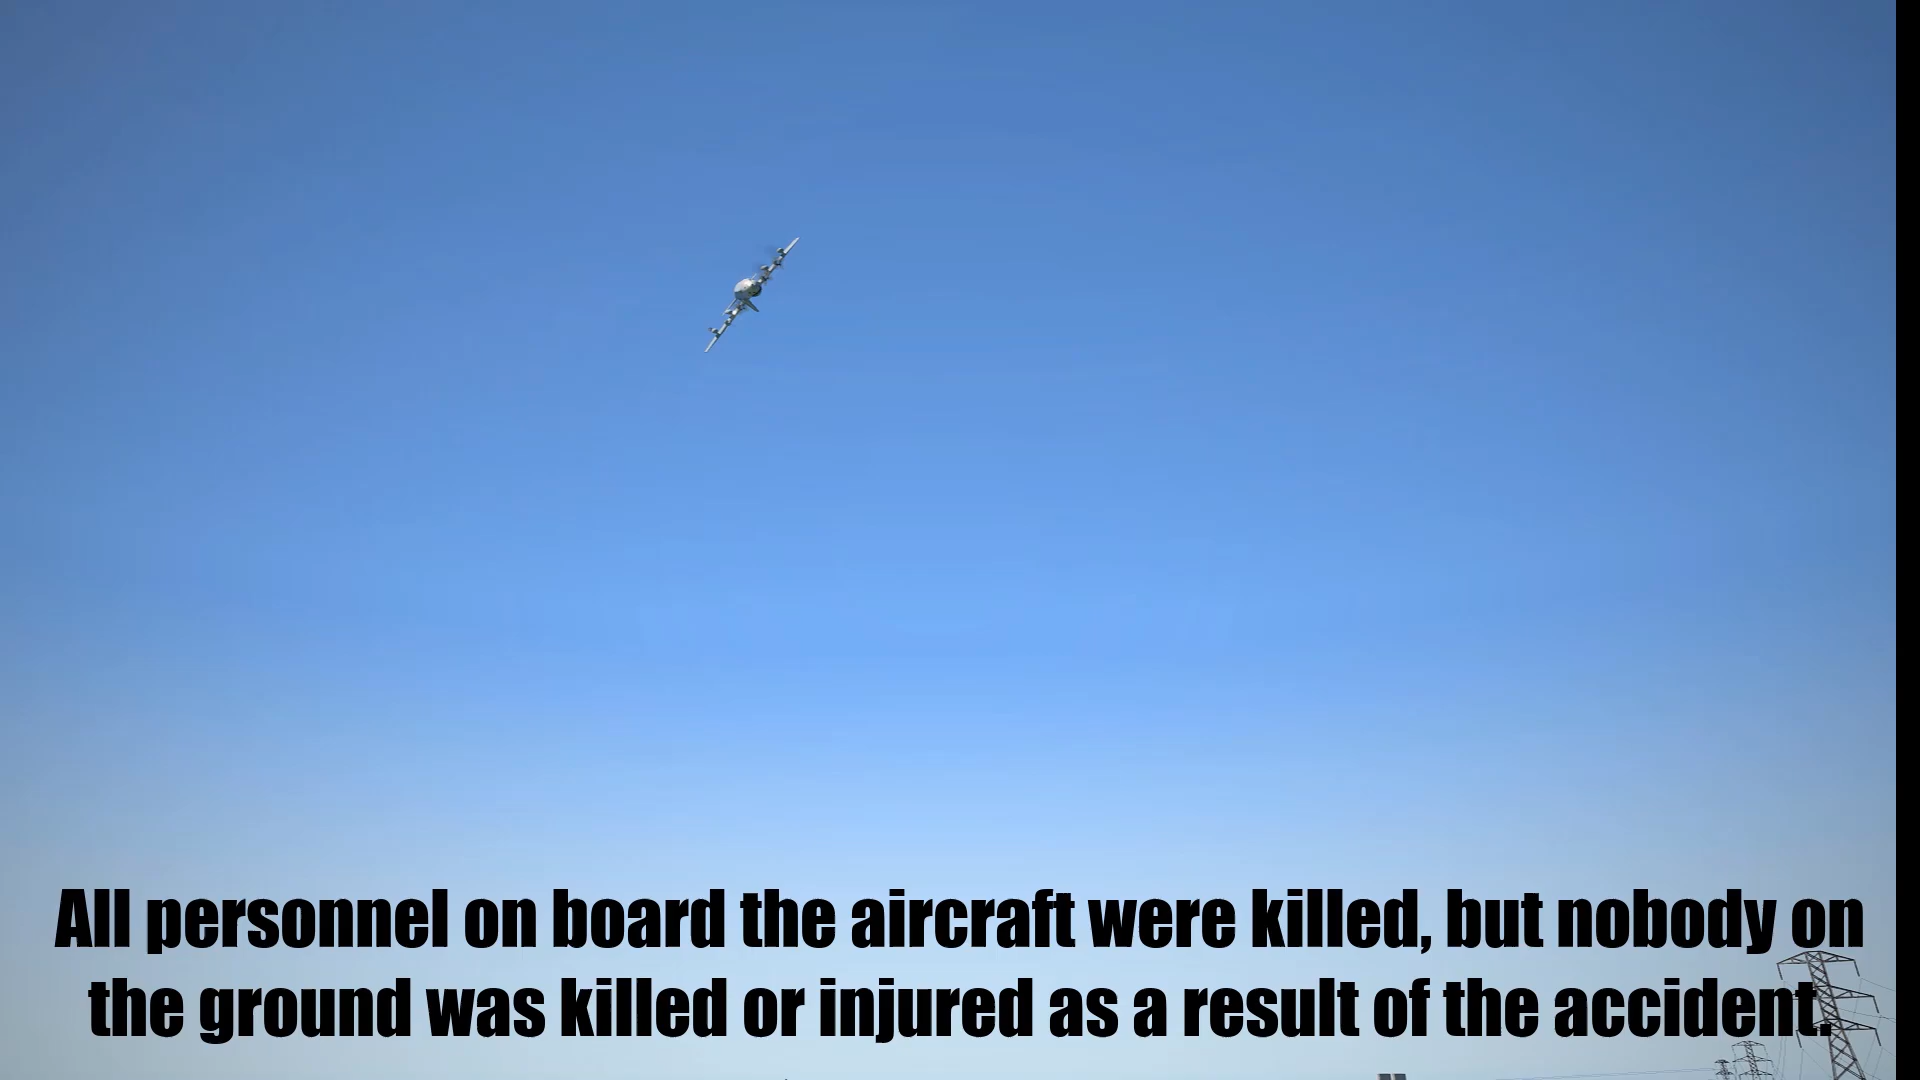 All personnel on board the aircraft were killed, but nobody on
the ground was killed or injured as a result of the accident.